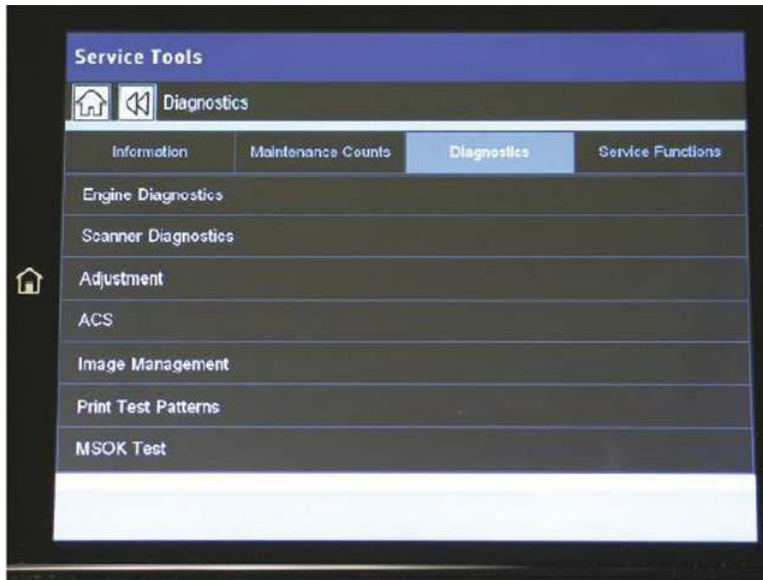 Service Tools
Diagnostics
Information Maintenance Counts Diagnostics Service Functions
Engine Diagnostics
Scanner Diagnostics
Adjustment
ACS
Image Management
Print Test Patterns
MSOK Test